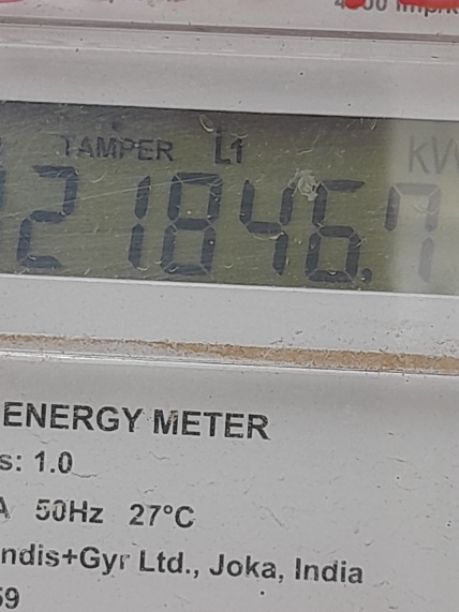 TAMPER L1
21846.7
ENERGY METER
s: 1.0
A 50Hz 27°C
ndis+Gyr Ltd., Joka, India
59